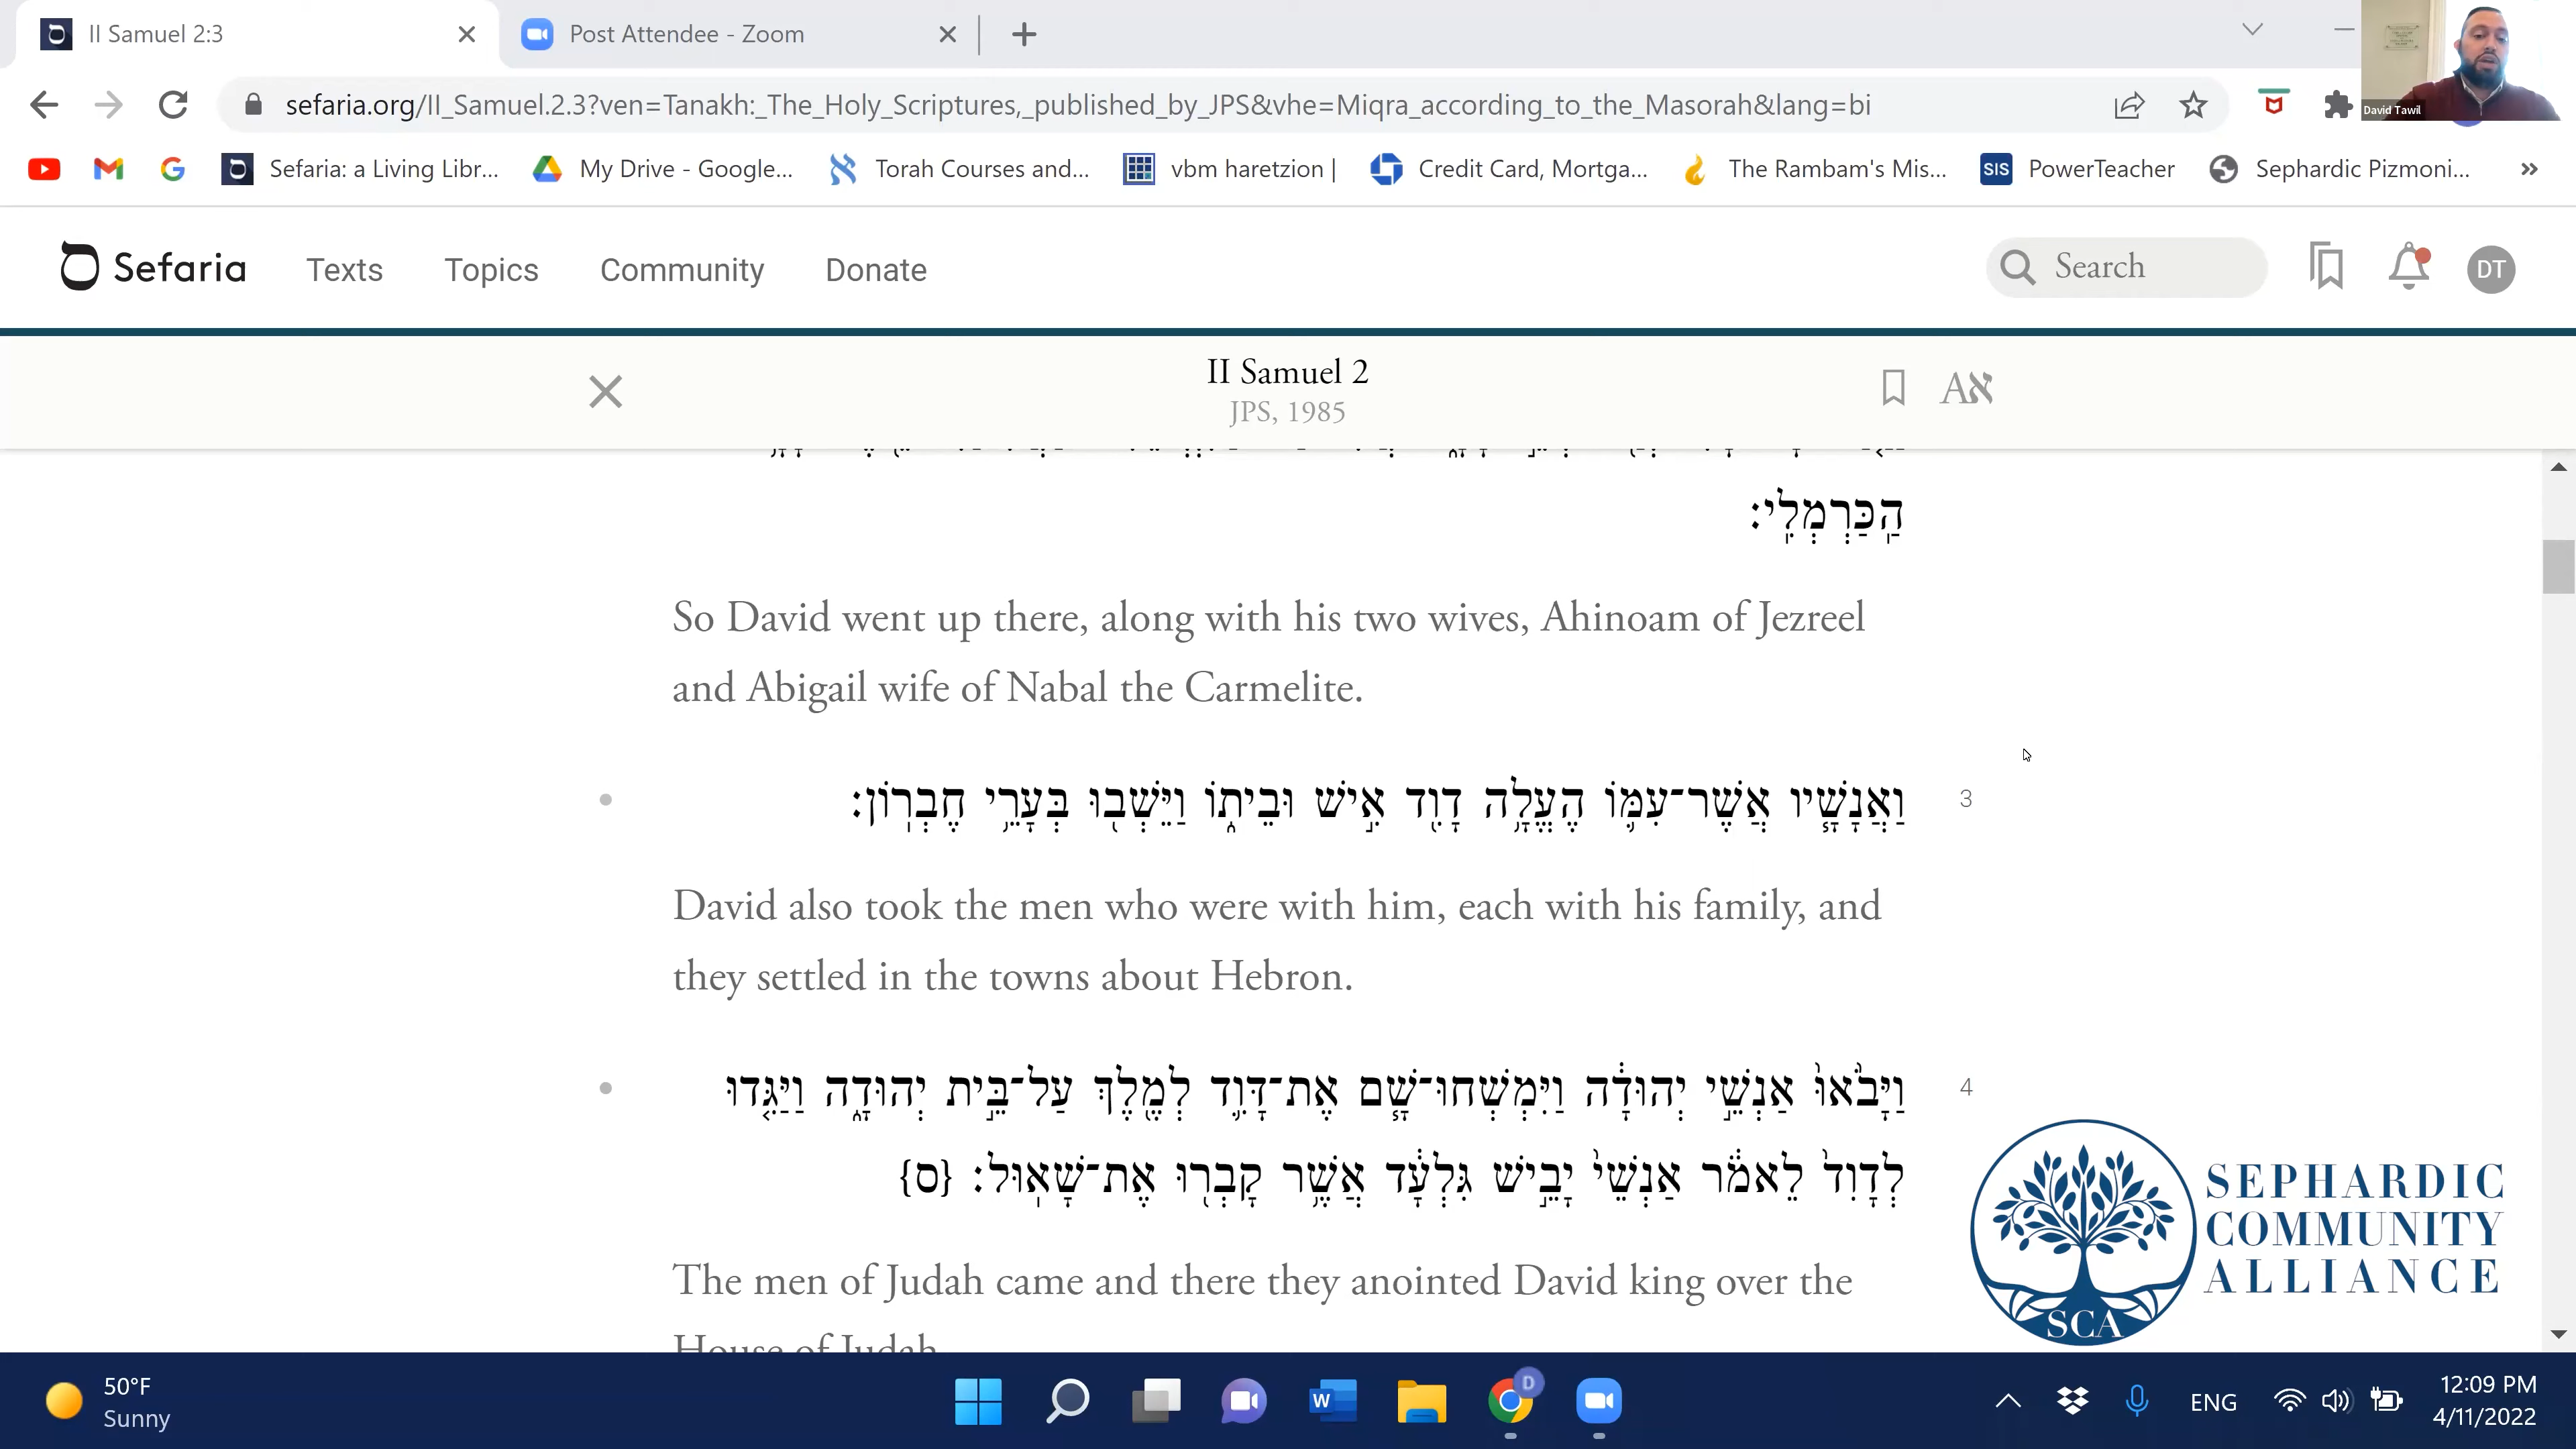 II Samuel 2:3
Post Attendee - Zoom
sefaria.org/II_Samuel.2.3?ven=Tanakh:_The_Holy_Scriptures,_published_by_JPS&vhe=Miqra_according_to_the_Masorah&lang=bi
David Tawil
Sefaria: a Living Libr...
My Drive - Google...
Torah Courses and...
vbm haretzion |
Credit Card, Mortga...
The Rambam's Mis...
SIS
PowerTeacher
Sephardic Pizmoni...
Sefaria
Texts
Topics
Community
Donate
Search
DT
II Samuel 2
JPS, 1985
Aא
הַֽכַּרְמְלִֽי׃
So David went up there, along with his two wives, Ahinoam of Jezreel
and Abigail wife of Nabal the Carmelite.
3
וַאֲנָשָׁ֧יו אֲשֶׁר־עִמּ֛וֹ הֶעֱלָ֥ה דָוִ֖ד אִ֣ישׁ וּבֵית֑וֹ וַיֵּשְׁב֖וּ בְּעָרֵ֥י חֶבְרֽוֹן׃
David also took the men who were with him, each with his family, and
they settled in the towns about Hebron.
4
וַיָּבֹ֙אוּ֙ אַנְשֵׁ֣י יְהוּדָ֔ה וַיִּמְשְׁחוּ־שָׁ֧ם אֶת־דָּוִ֛ד לְמֶ֖לֶךְ עַל־בֵּ֣ית יְהוּדָ֑ה וַיַּגִּ֤דוּ
לְדָוִד֙ לֵאמֹ֔ר אַנְשֵׁי֙ יָבֵ֣ישׁ גִּלְעָ֔ד אֲשֶׁ֥ר קָבְר֖וּ אֶת־שָׁאֽוּל׃ {ס}
The men of Judah came and there they anointed David king over the
House of Judah
SCA
SEPHARDIC
COMMUNITY
ALLIANCE
50°F
Sunny
W
D
ENG
12:09 PM
4/11/2022